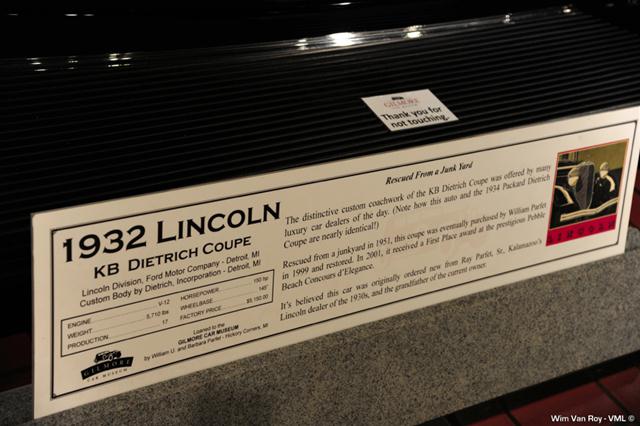 GILMORE
Thank you for
not touching.
1932 LINCOLN
KB DIETRICH COUPE
Lincoln Division, Ford Motor Company - Detroit, MI
Custom Body by Dietrich, Incorporation - Detroit, MI
ENGINE V-12 HORSEPOWER 150 hp
WEIGHT 5,710 lbs WHEELBASE 145"
PRODUCTION 17 FACTORY PRICE $5,150.00
Loaned to the
GILMORE CAR MUSEUM
by William U. and Barbara Parfet - Hickory Corners, MI
GILMORE
CAR MUSEUM
Rescued From a Junk Yard
The distinctive custom coachwork of the KB Dietrich Coupe was offered by many
luxury car dealers of the day. (Note how this auto and the 1934 Packard Dietrich
Coupe are nearly identical!)
Rescued from a junkyard in 1951, this coupe was eventually purchased by William Parfet
in 1999 and restored. In 2001, it received a First Place award at the prestigious Pebble
Beach Concours d'Elegance.
It's believed this car was originally ordered new from Ray Parfet, Sr., Kalamazoo's
Lincoln dealer of the 1930s, and the grandfather of the current owner.
LINCOLN
Wim Van Roy - VML ©